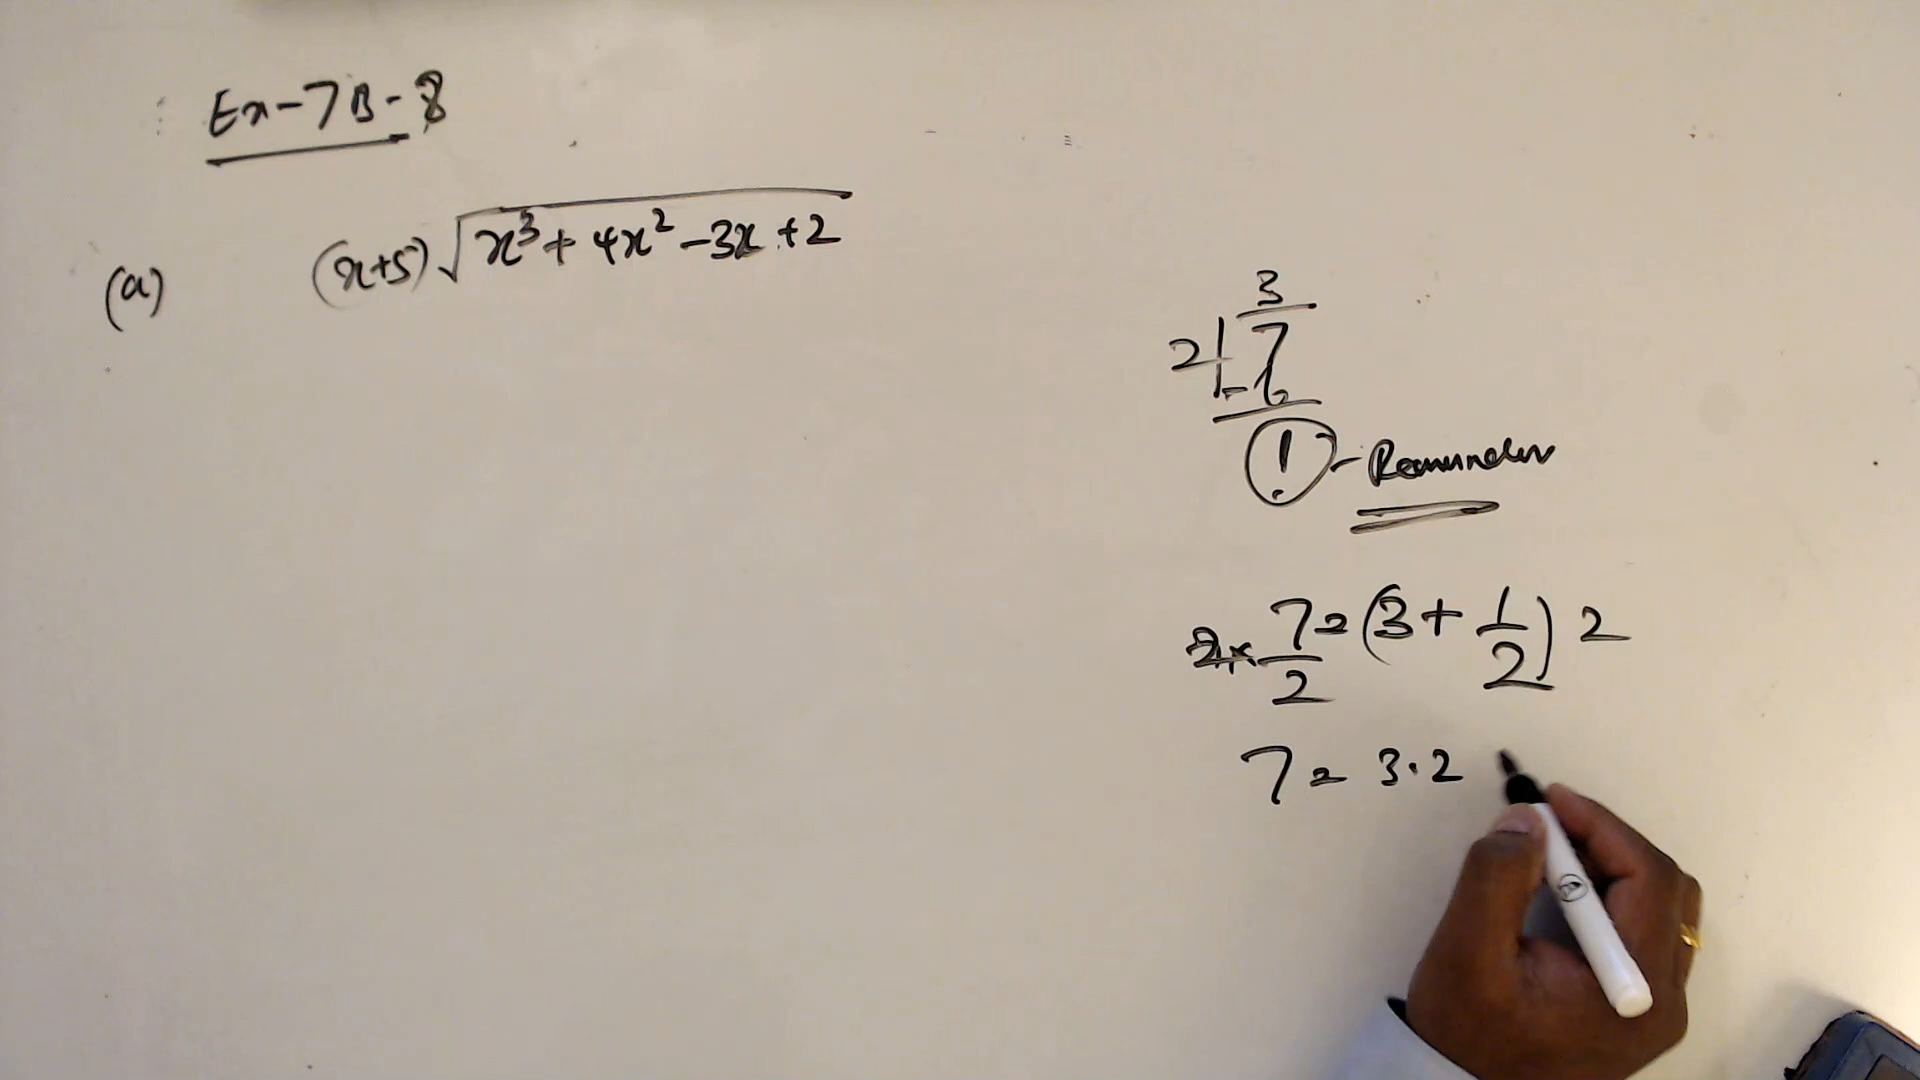 Ex-7B-8
(a) (x+5)√x³+4x²-3x+2
3
2 7
-6
1 - Remainder
2x 7/2 = (3 + 1/2) 2
7 = 3·2